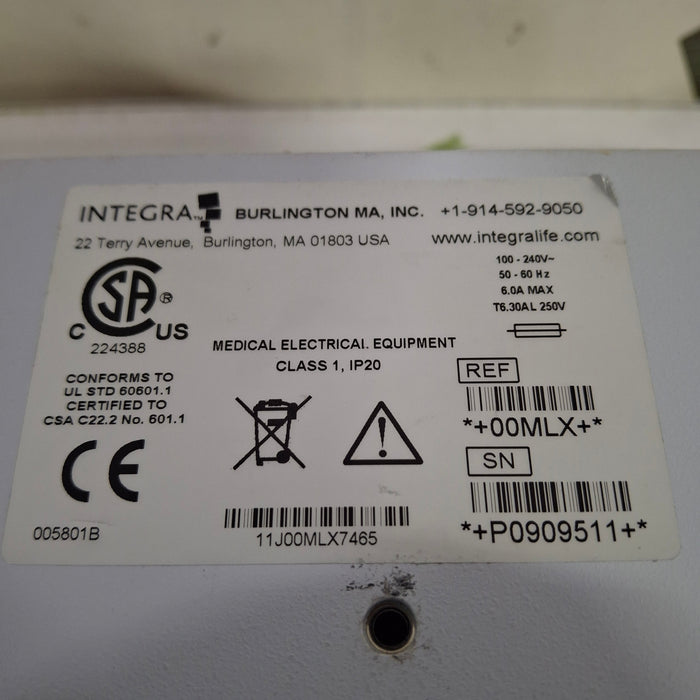 INTEGRA™ BURLINGTON MA, INC. +1-914-592-9050
22 Terry Avenue, Burlington, MA 01803 USA www.integralife.com
100 - 240V~
50 - 60 Hz
6.0A MAX
T6.30AL 250V
CSA ®
C US
224388
MEDICAL ELECTRICAL EQUIPMENT
CLASS 1, IP20
CONFORMS TO
UL STD 60601.1
CERTIFIED TO
CSA C22.2 No. 601.1
CE
005801B
11J00MLX7465
REF
*+00MLX+*
SN
*+P0909511+*